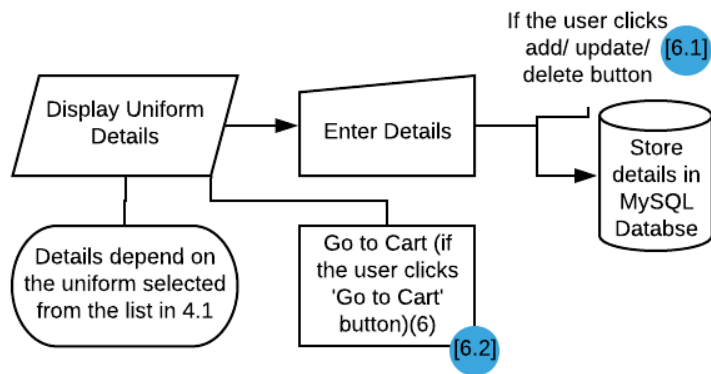 If the user clicks
add/ update/
delete button
[6.1]
Display Uniform
Details
Enter Details
Store
details in
MySQL
Databse
Details depend on
the uniform selected
from the list in 4.1
Go to Cart (if
the user clicks
'Go to Cart'
button)(6)
[6.2]